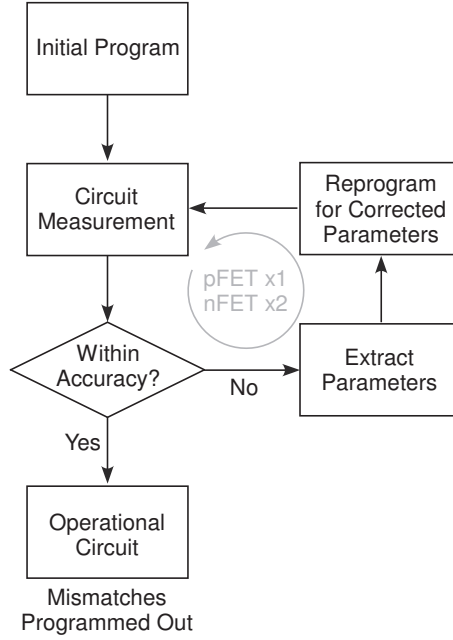 Initial Program
Circuit
Measurement
Reprogram
for Corrected
Parameters
pFET x1
nFET x2
Within
Accuracy?
No
Extract
Parameters
Yes
Operational
Circuit
Mismatches
Programmed Out